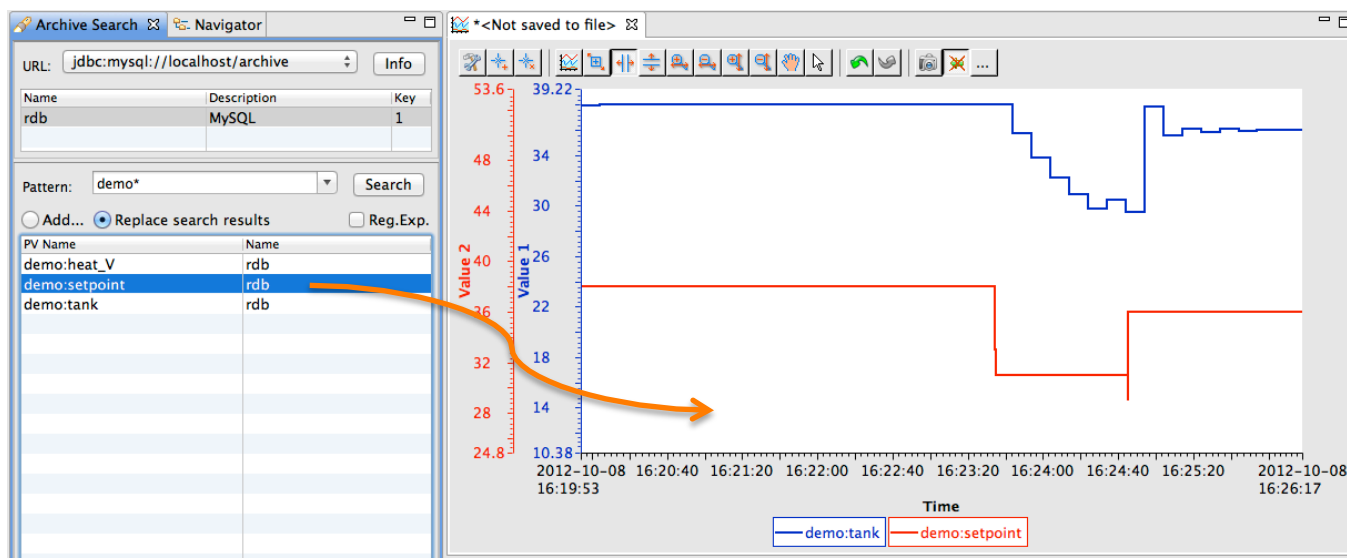 Archive Search
Navigator
URL: jdbc:mysql://localhost/archive Info
Name Description Key
rdb MySQL 1
Pattern: demo* Search
Add... Replace search results Reg.Exp.
PV Name Name
demo:heat_V rdb
demo:setpoint rdb
demo:tank rdb
*<Not saved to file>
...
53.6 39.22
48 34
44 30
40 26
36 22
32 18
28 14
24.8 10.38
Value 2
Value 1
2012-10-08 16:20:40 16:21:20 16:22:00 16:22:40 16:23:20 16:24:00 16:24:40 16:25:20 2012-10-08
16:19:53 16:26:17
Time
demo:tank demo:setpoint